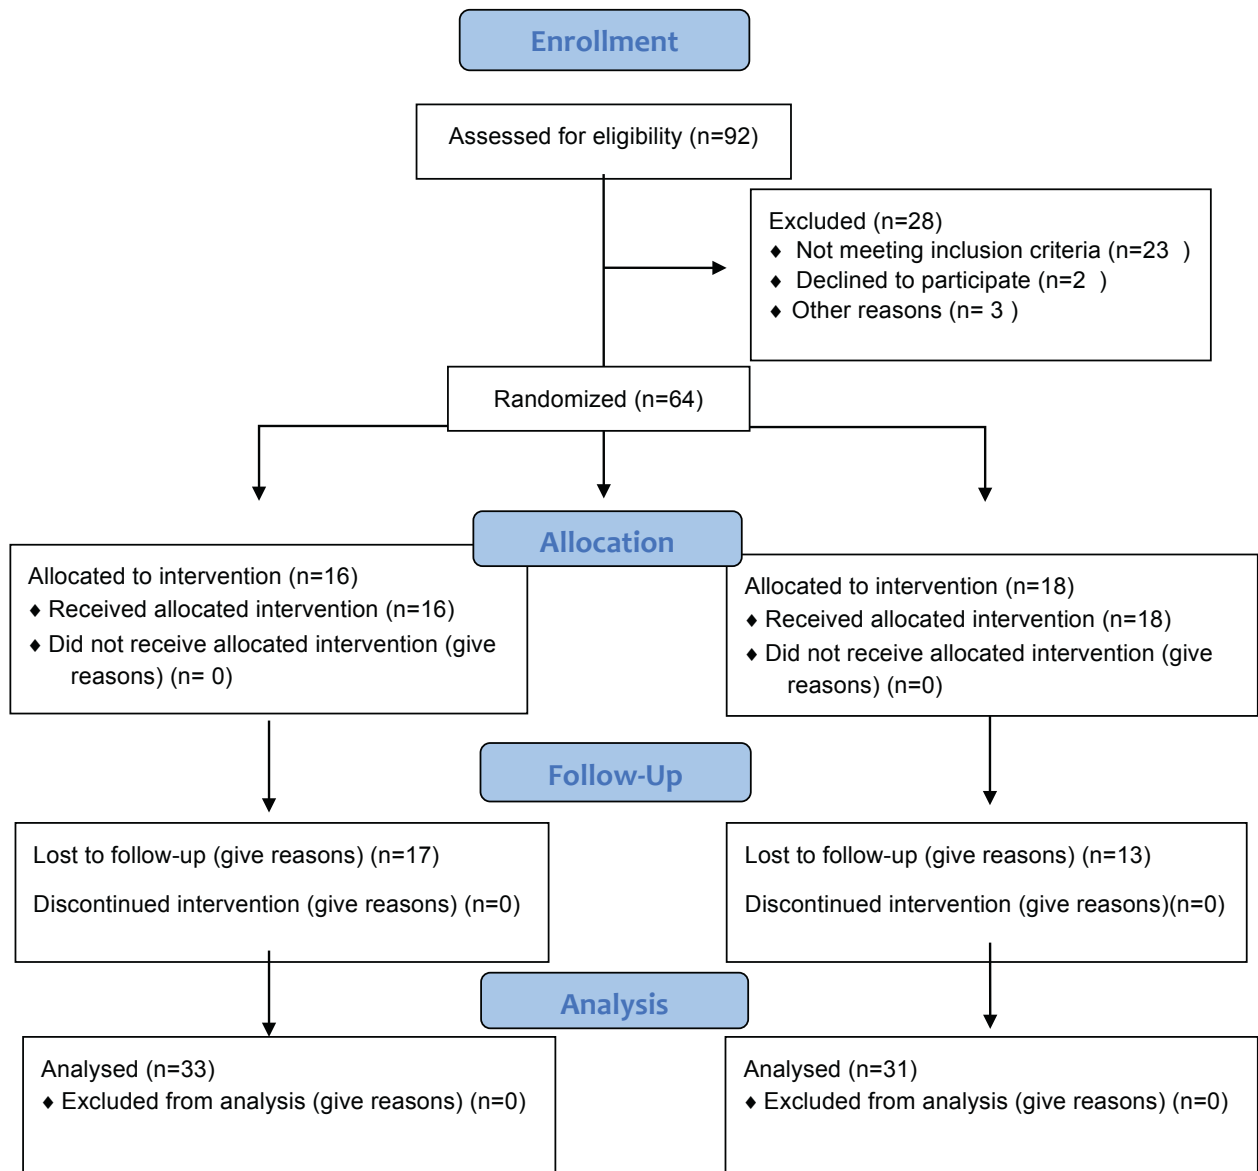 Enrollment
Assessed for eligibility (n=92)
Excluded (n=28)
♦ Not meeting inclusion criteria (n=23 )
♦ Declined to participate (n=2 )
♦ Other reasons (n= 3 )
Randomized (n=64)
Allocation
Allocated to intervention (n=16)
♦ Received allocated intervention (n=16)
♦ Did not receive allocated intervention (give
reasons) (n= 0)
Allocated to intervention (n=18)
♦ Received allocated intervention (n=18)
♦ Did not receive allocated intervention (give
reasons) (n=0)
Follow-Up
Lost to follow-up (give reasons) (n=17)
Discontinued intervention (give reasons) (n=0)
Lost to follow-up (give reasons) (n=13)
Discontinued intervention (give reasons)(n=0)
Analysis
Analysed (n=33)
♦ Excluded from analysis (give reasons) (n=0)
Analysed (n=31)
♦ Excluded from analysis (give reasons) (n=0)